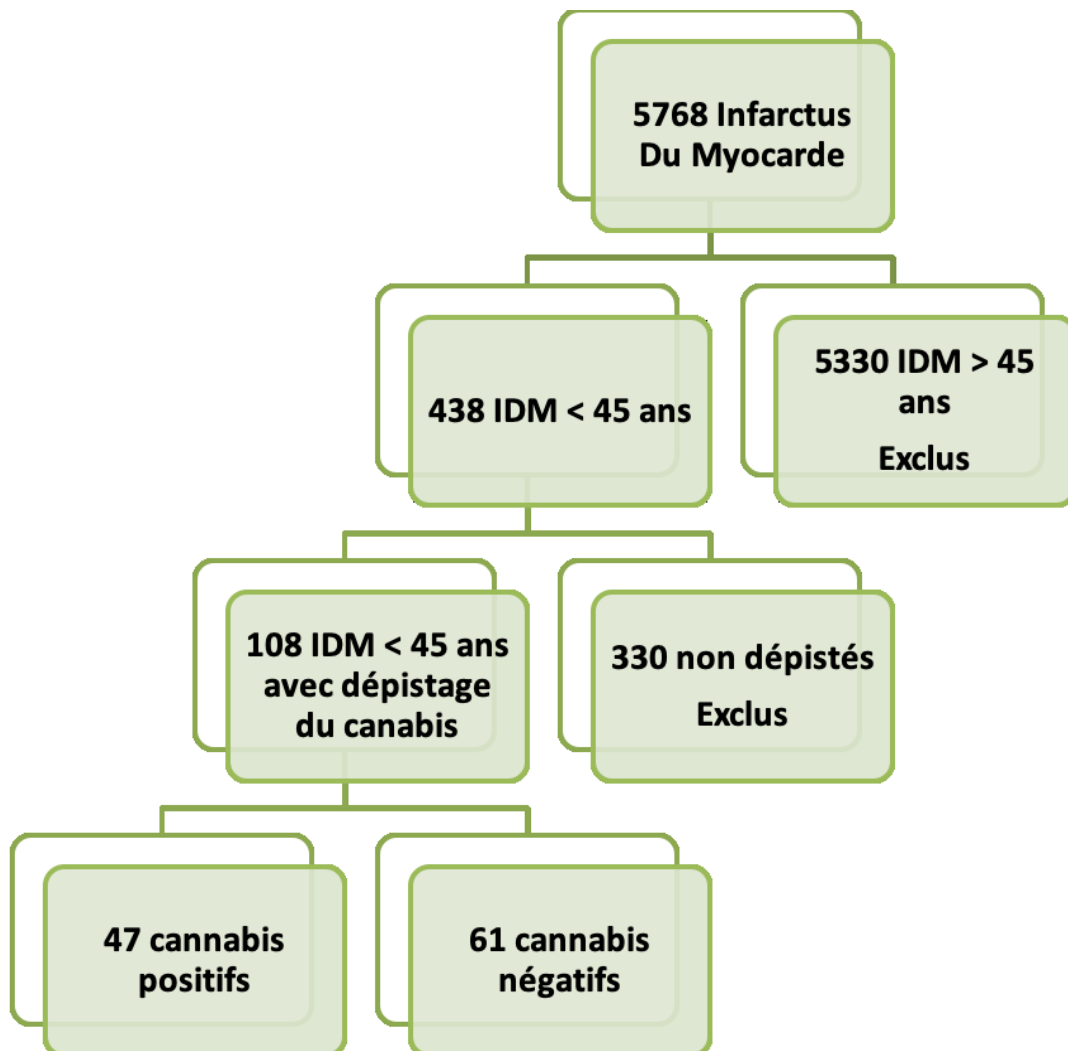 5768 Infarctus
Du Myocarde
438 IDM < 45 ans
5330 IDM > 45
ans
Exclus
108 IDM < 45 ans
avec dépistage
du canabis
330 non dépistés
Exclus
47 cannabis
positifs
61 cannabis
négatifs